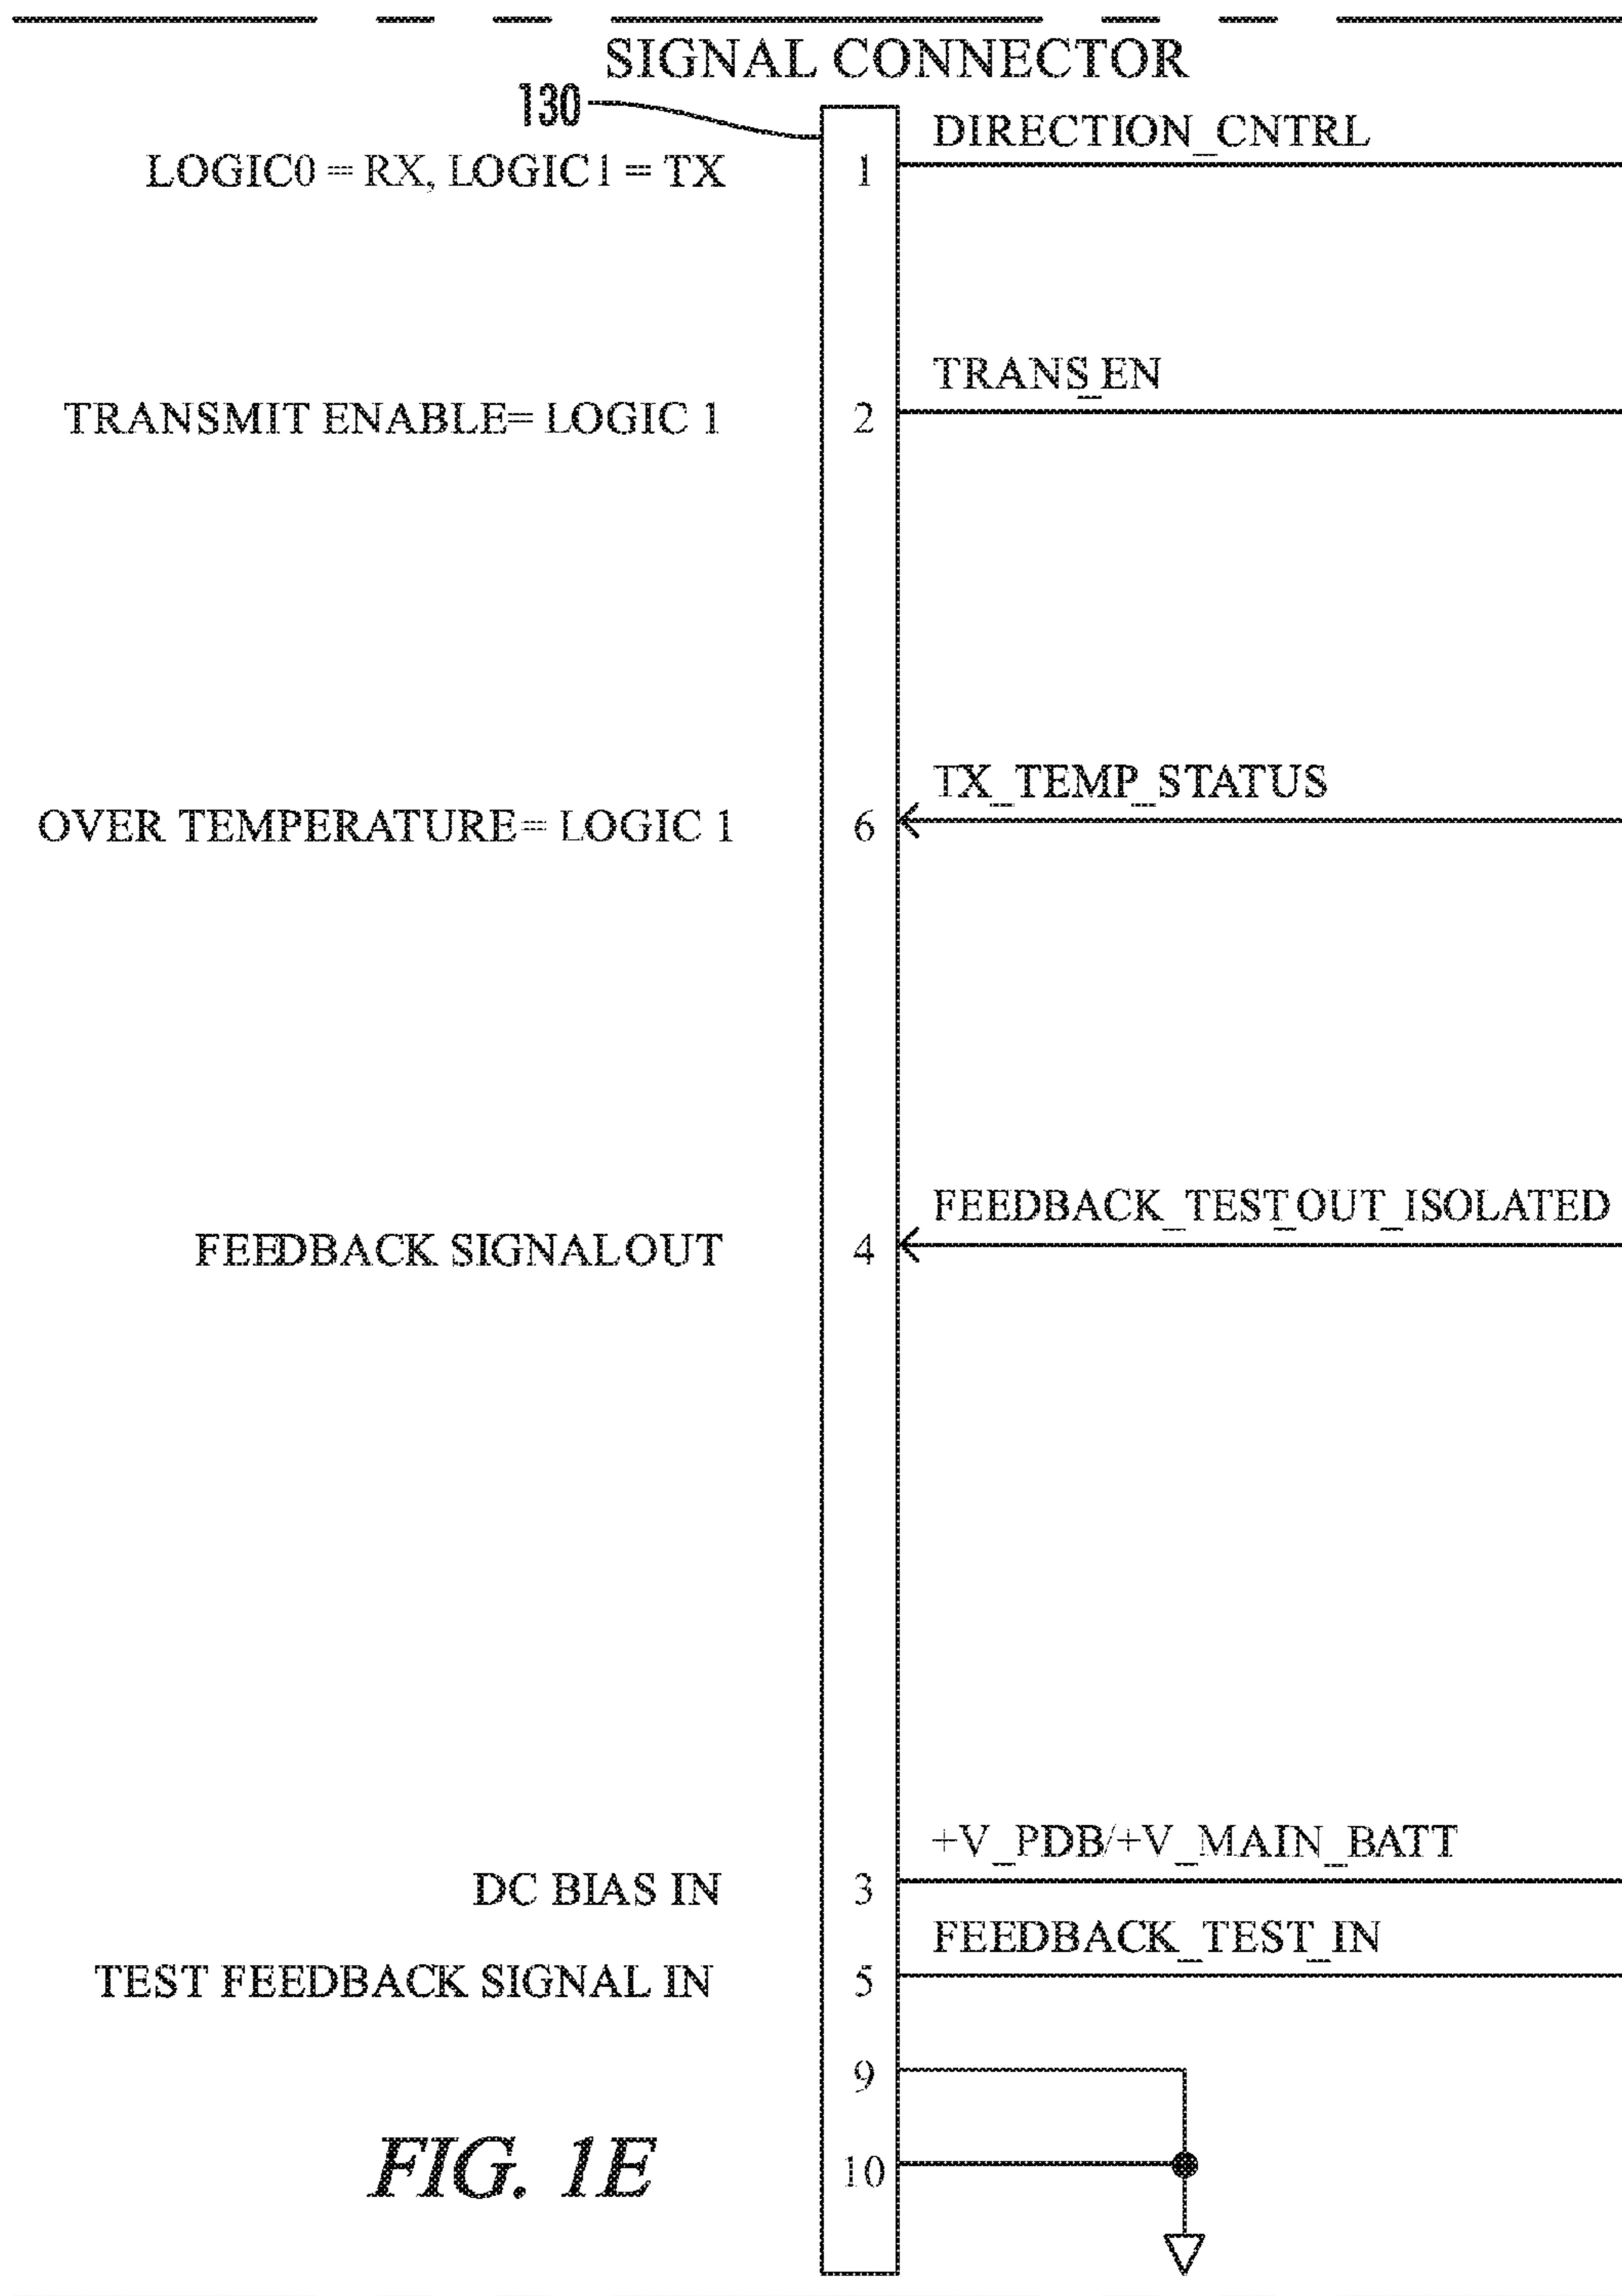 SIGNAL CONNECTOR
130
DIRECTION_CNTRL
LOGIC0 = RX, LOGIC 1 = TX 1
TRANS_EN
TRANSMIT ENABLE= LOGIC 1 2
TX_TEMP_STATUS
OVER TEMPERATURE= LOGIC 1 6
FEEDBACK_TEST_OUT_ISOLATED
FEEDBACK SIGNAL OUT 4
+V_PDB/+V_MAIN_BATT
DC BIAS IN 3
FEEDBACK_TEST_IN
TEST FEEDBACK SIGNAL IN 5
9
10
FIG. 1E